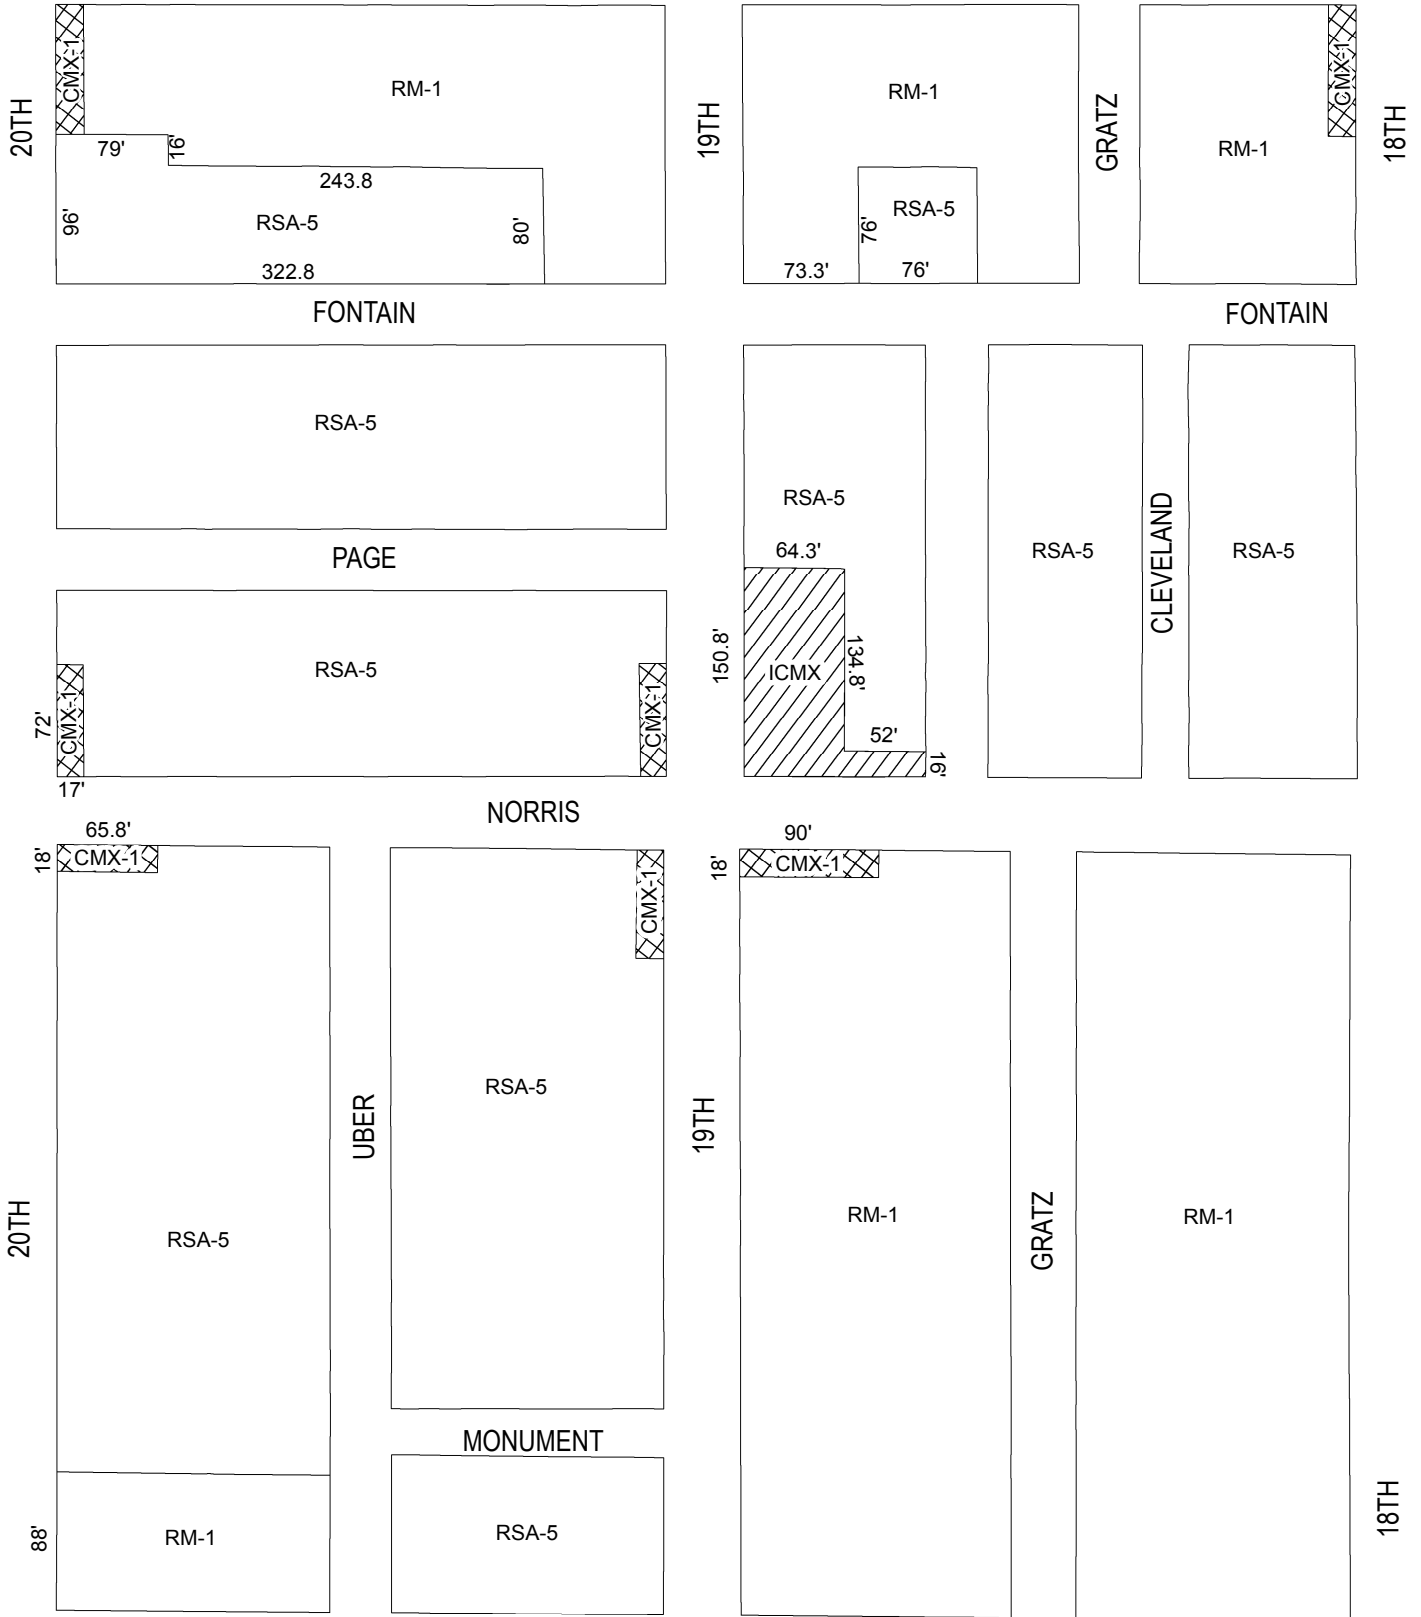 CMX-1
RM-1
20TH
79'
16'
243.8
96'
RSA-5
80'
322.8
19TH
RM-1
RSA-5
76'
73.3'
76'
GRATZ
CMX-1
RM-1
18TH
FONTAIN
FONTAIN
RSA-5
PAGE
RSA-5
72'
CMX-1
17'
CMX-1
RSA-5
64.3'
150.8'
ICMX
134.8'
52'
16'
RSA-5
CLEVELAND
RSA-5
NORRIS
65.8'
18'
CMX-1
CMX-1
90'
18'
CMX-1
UBER
RSA-5
19TH
20TH
RSA-5
RM-1
GRATZ
RM-1
MONUMENT
88'
RM-1
RSA-5
18TH